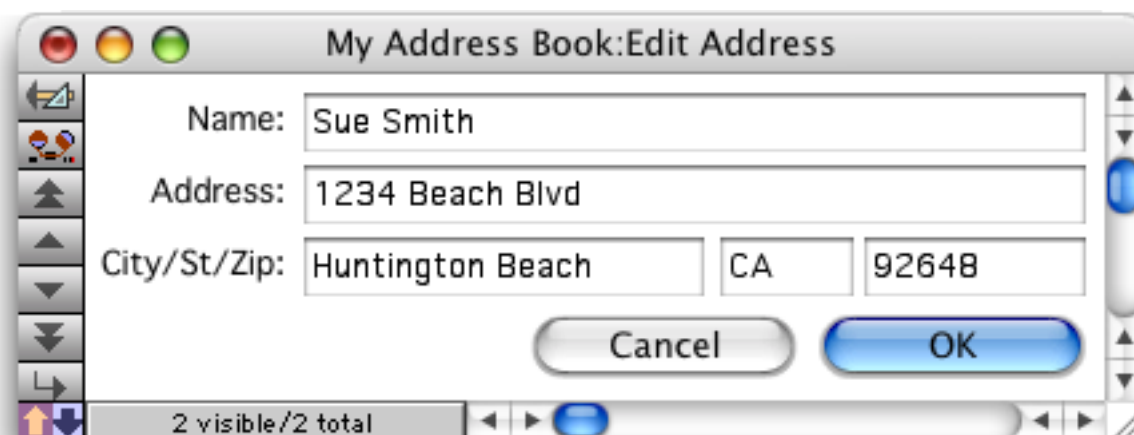 My Address Book:Edit Address
Name: Sue Smith
Address: 1234 Beach Blvd
City/St/Zip: Huntington Beach CA 92648
Cancel OK
2 visible/2 total